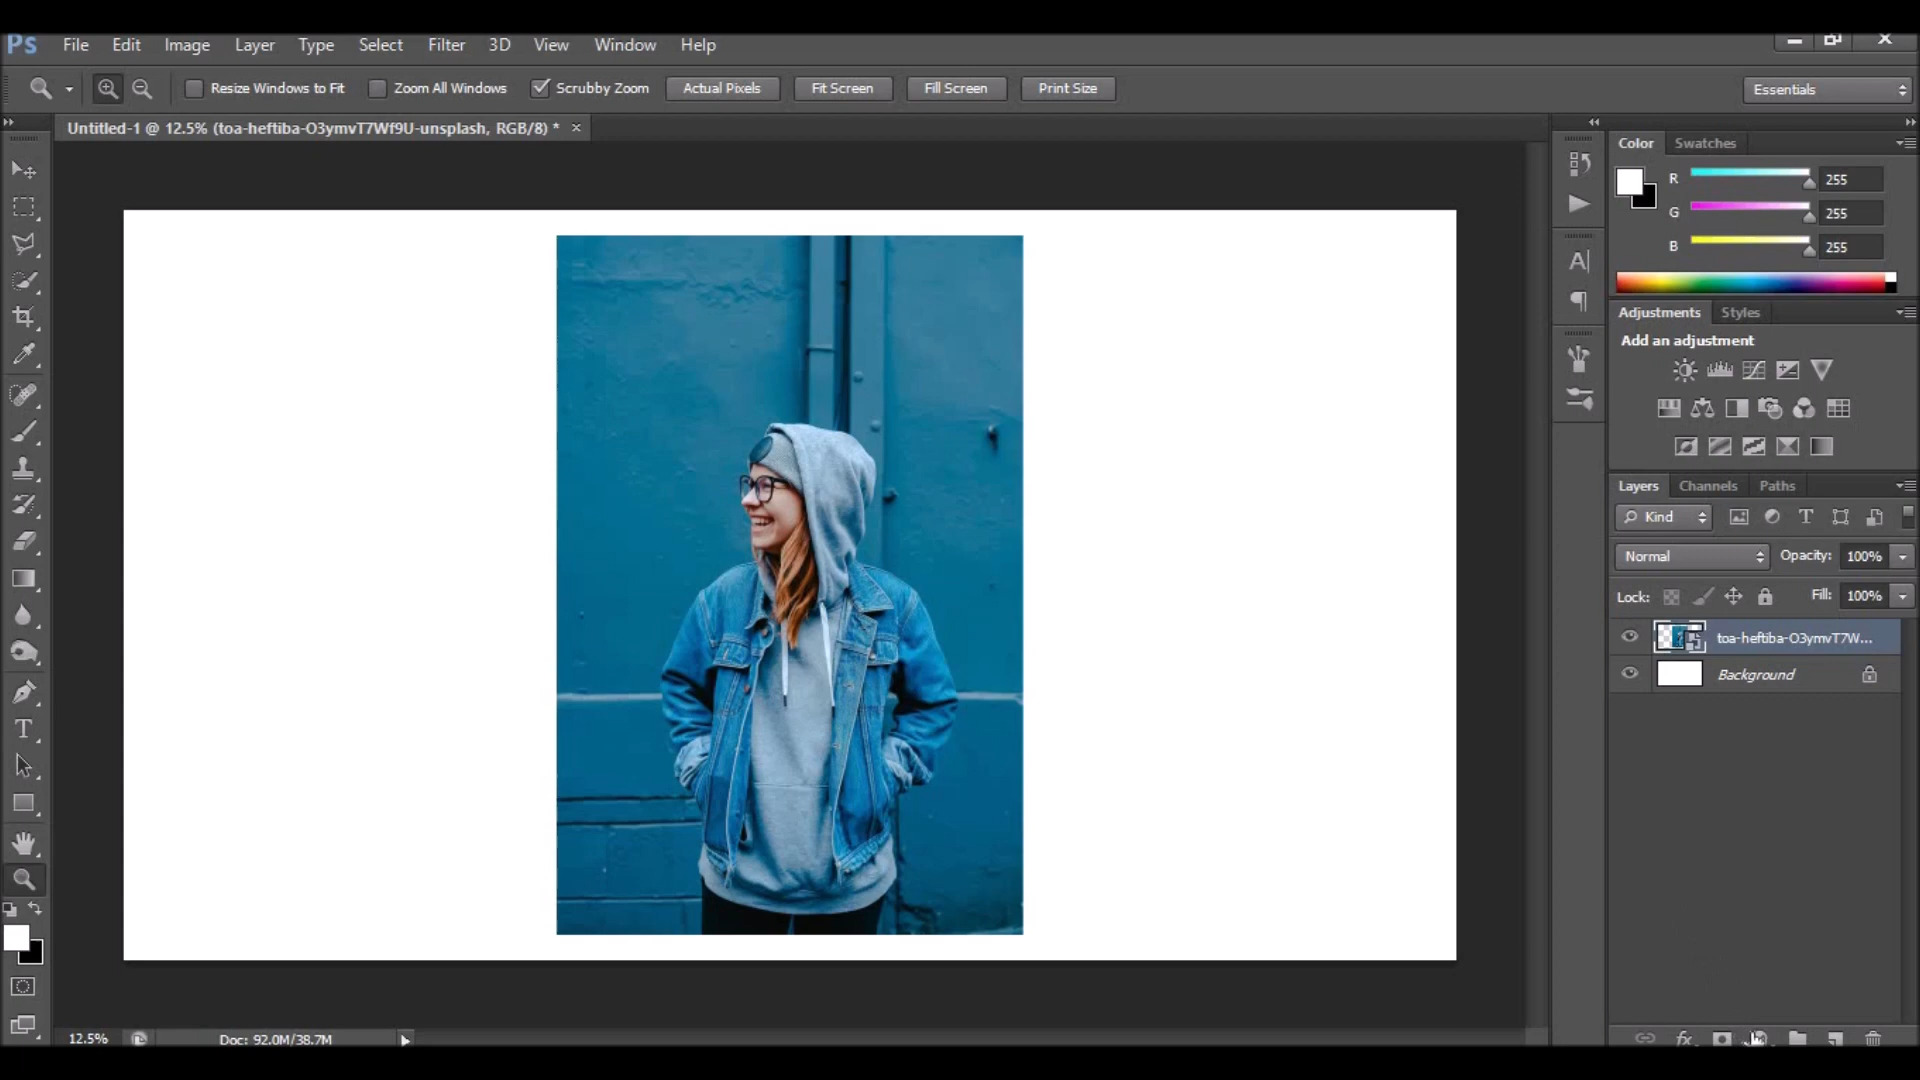 Ps File Edit Image Layer Type Select Filter 3D View Window Help
Resize Windows to Fit Zoom All Windows Scrubby Zoom Actual Pixels Fit Screen Fill Screen Print Size Essentials
Untitled-1 @ 12.5% (toa-heftiba-O3ymvT7Wf9U-unsplash, RGB/8) *
Color Swatches
R 255
G 255
B 255
Adjustments Styles
Add an adjustment
Layers Channels Paths
Kind
Normal Opacity: 100%
Lock: Fill: 100%
toa-heftiba-O3ymvT7W...
Background
fx
12.5% Doc: 92.0M/38.7M